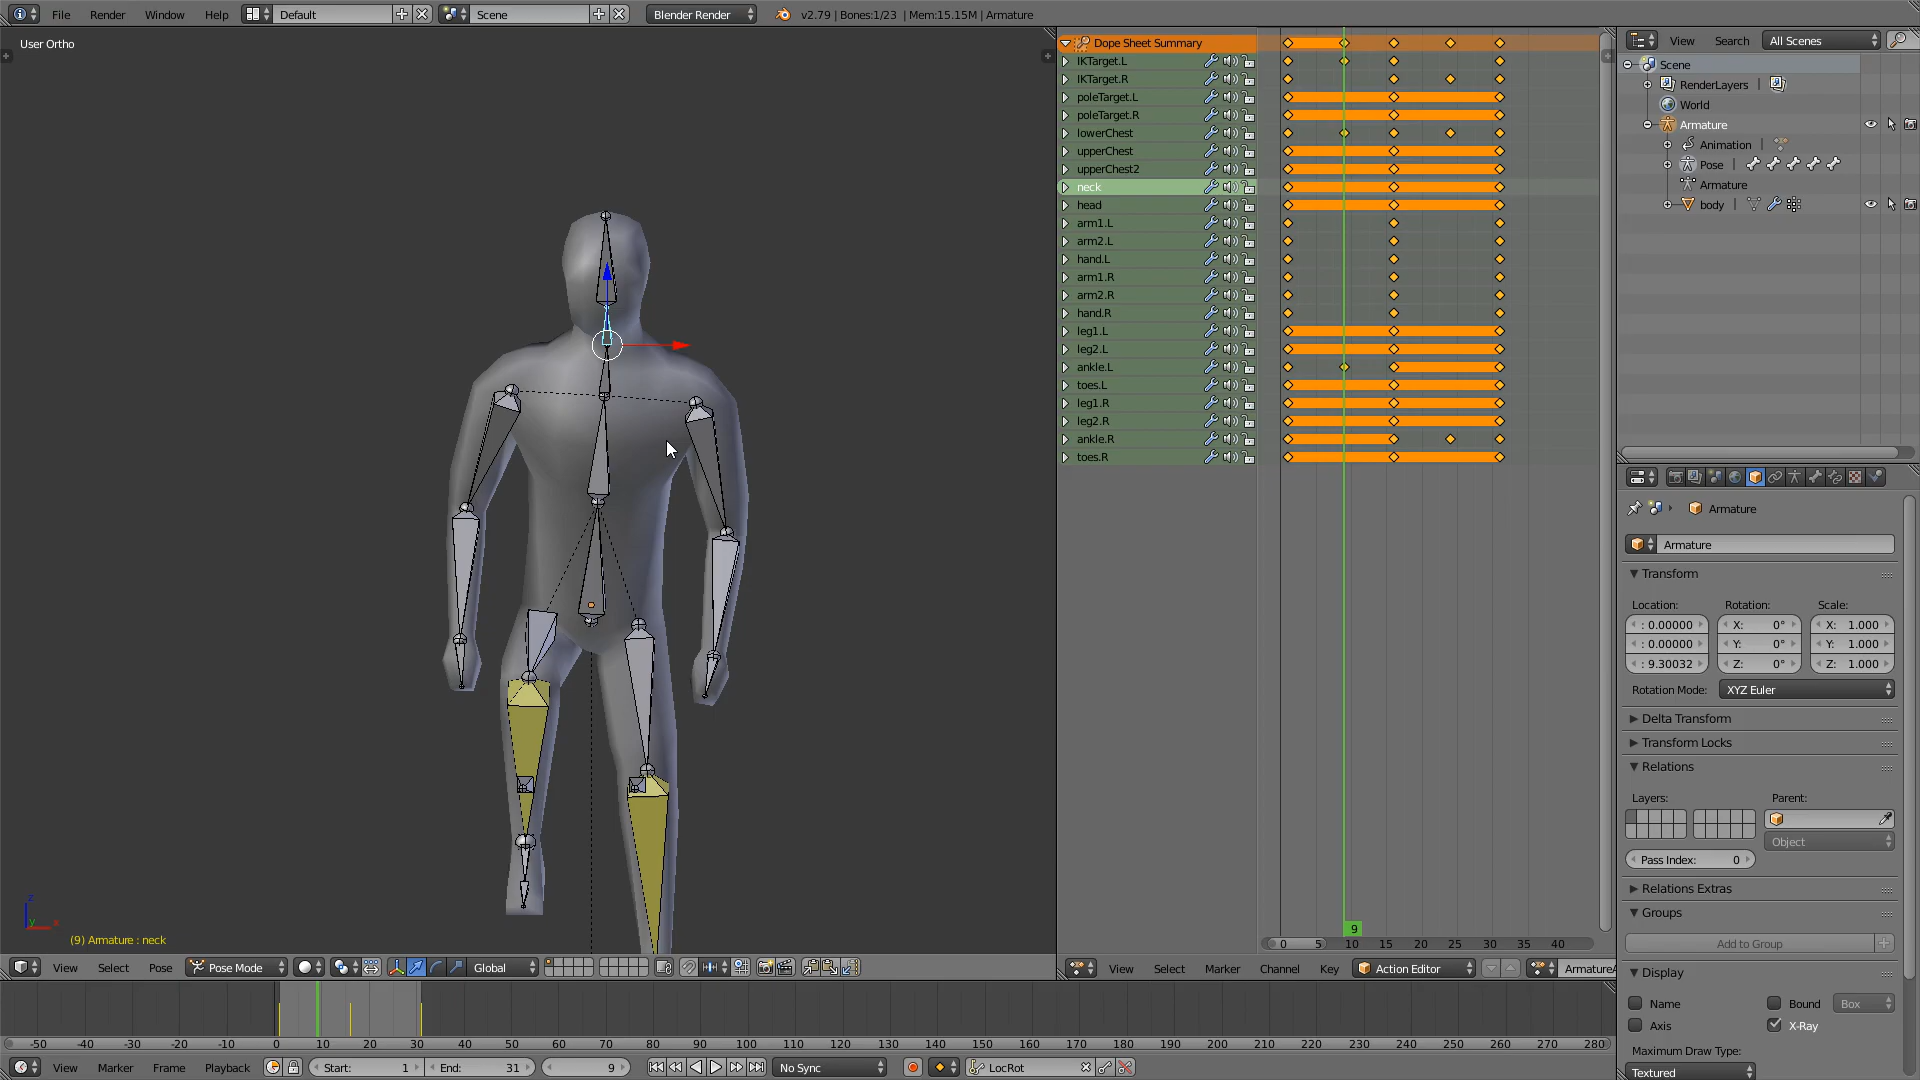 File Render Window Help Default Scene Blender Render v2.79 | Bones:1/23 | Mem:15.15M | Armature
User Ortho
(9) Armature : neck
z
y
x
View Select Pose Pose Mode Global
Dope Sheet Summary
IKTarget.L
IKTarget.R
poleTarget.L
poleTarget.R
lowerChest
upperChest
upperChest2
neck
head
arm1.L
arm2.L
hand.L
arm1.R
arm2.R
hand.R
leg1.L
leg2.L
ankle.L
toes.L
leg1.R
leg2.R
ankle.R
toes.R
9
0 5 10 15 20 25 30 35 40
View Select Marker Channel Key Action Editor ArmatureA
View Search All Scenes
Scene
RenderLayers |
World
Armature
Animation |
Pose |
Armature
body |
Armature
Armature
Transform
Location: Rotation: Scale:
: 0.00000 X: 0° X: 1.000
: 0.00000 Y: 0° Y: 1.000
: 9.30032 Z: 0° Z: 1.000
Rotation Mode: XYZ Euler
Delta Transform
Transform Locks
Relations
Layers: Parent:
Object
Pass Index: 0
Relations Extras
Groups
Add to Group
Display
Name Bound Box
Axis X-Ray
Maximum Draw Type:
Textured
-50 -40 -30 -20 -10 0 10 20 30 40 50 60 70 80 90 100 110 120 130 140 150 160 170 180 190 200 210 220 230 240 250 260 270 280
View Marker Frame Playback Start: 1 End: 31 9 No Sync LocRot